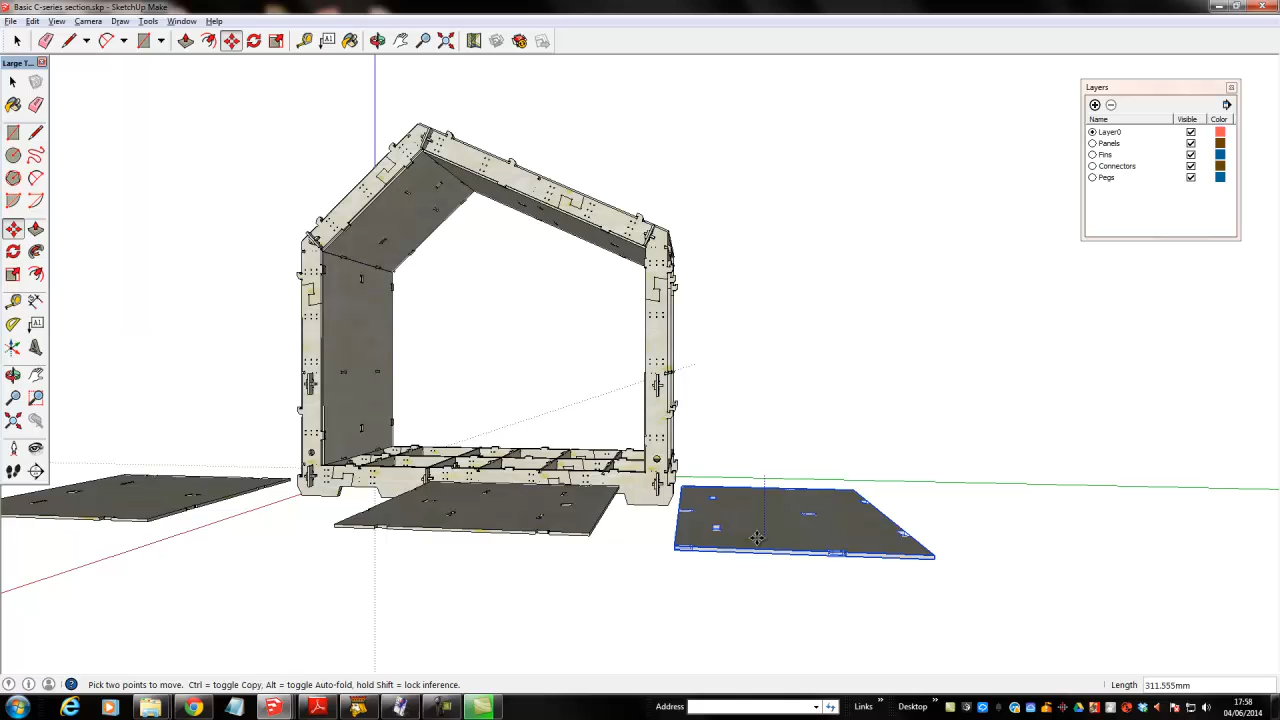 Basic C-series section.skp - SketchUp Make
File Edit View Camera Draw Tools Window Help
Large T...
Layers
Name Visible Color
Layer0
Panels
Fins
Connectors
Pegs
Pick two points to move. Ctrl = toggle Copy, Alt = toggle Auto-fold, hold Shift = lock inference.
Length 311.555mm
Address Links » Desktop »
17:58
04/06/2014